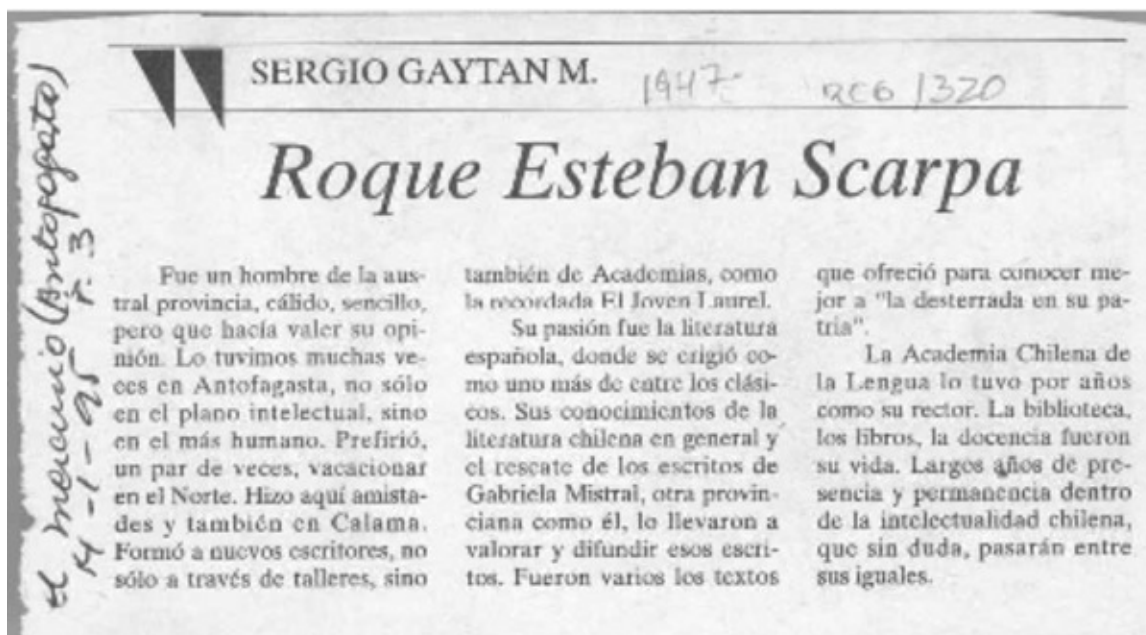 SERGIO GAYTAN M.
1947
REG 1320
Roque Esteban Scarpa
el mercurio (Antofagasta)
14-1-95 P. 3
Fue un hombre de la aus-
tral provincia, cálido, sencillo,
pero que hacía valer su opi-
nión. Lo tuvimos muchas ve-
ces en Antofagasta, no sólo
en el plano intelectual, sino
en el más humano. Prefirió,
un par de veces, vacacionar
en el Norte. Hizo aquí amista-
des y también en Calama.
Formó a nuevos escritores, no
sólo a través de talleres, sino
también de Academias, como
la recordada El Joven Laurel.
Su pasión fue la literatura
española, donde se erigió co-
mo uno más de entre los clási-
cos. Sus conocimientos de la
literatura chilena en general y
el rescate de los escritos de
Gabriela Mistral, otra provin-
ciana como él, lo llevaron a
valorar y difundir esos escri-
tos. Fueron varios los textos
que ofreció para conocer me-
jor a "la desterrada en su pa-
tria".
La Academia Chilena de
la Lengua lo tuvo por años
como su rector. La biblioteca,
los libros, la docencia fueron
su vida. Largos años de pre-
sencia y permanencia dentro
de la intelectualidad chilena,
que sin duda, pasarán entre
sus iguales.